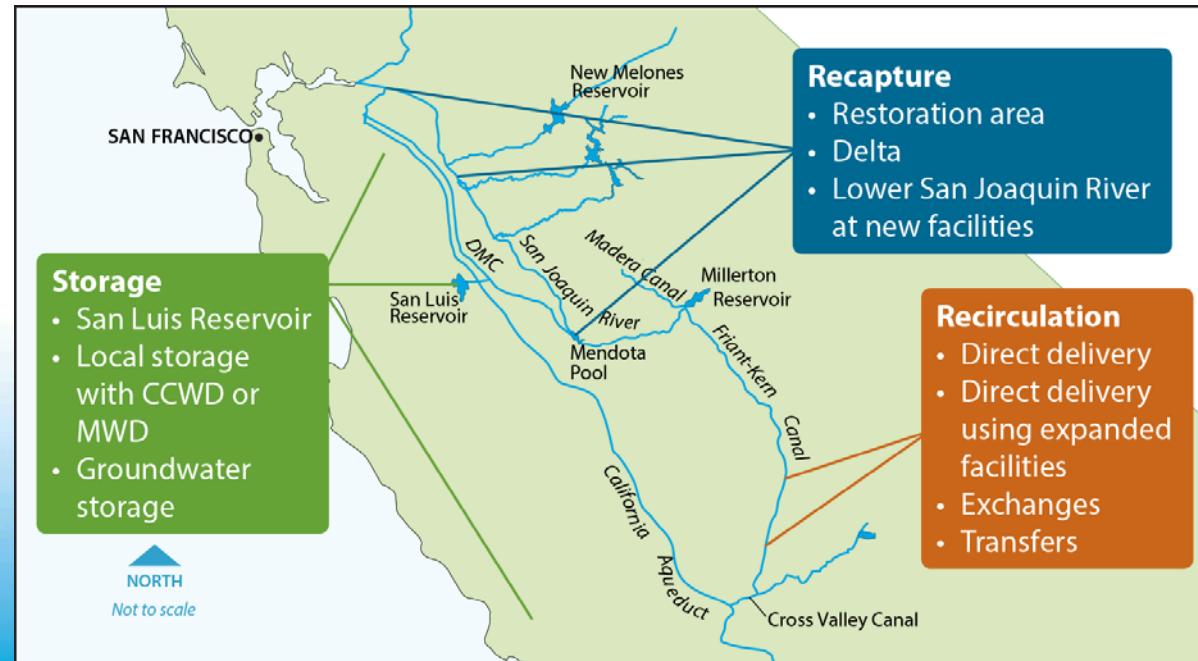 New Melones
Reservoir
SAN FRANCISCO
Recapture
• Restoration area
• Delta
• Lower San Joaquin River
at new facilities
Storage
• San Luis Reservoir
• Local storage
with CCWD or
MWD
• Groundwater
storage
DMC
San Joaquin River
Madera Canal
Millerton
Reservoir
San Luis
Reservoir
Mendota
Pool
Friant-Kern Canal
Recirculation
• Direct delivery
• Direct delivery
using expanded
facilities
• Exchanges
• Transfers
California Aqueduct
Cross Valley Canal
NORTH
Not to scale